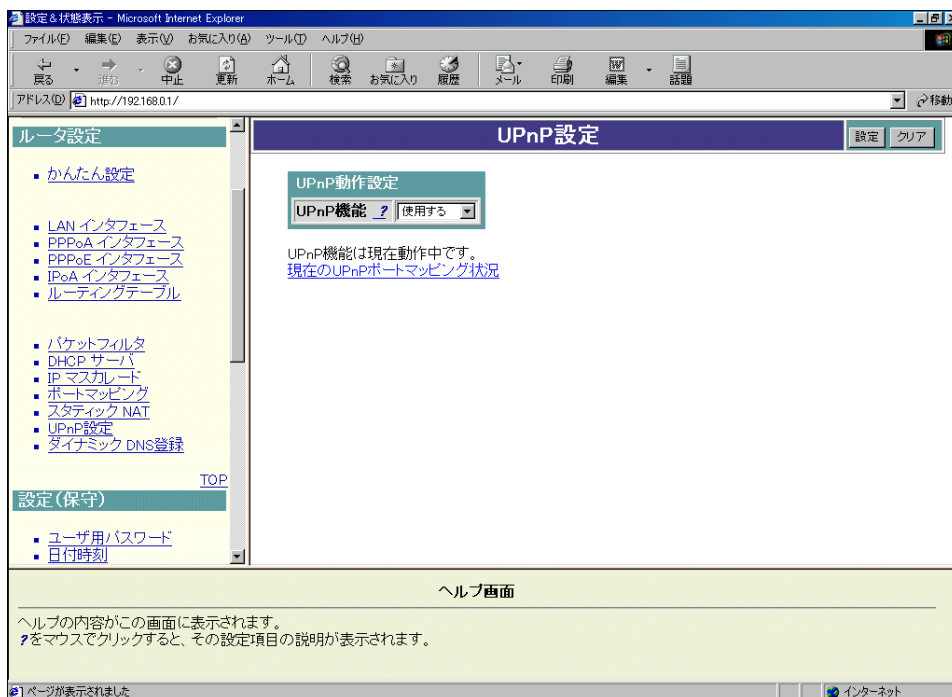 設定&状態表示 - Microsoft Internet Explorer
ファイル(F) 編集(E) 表示(V) お気に入り(A) ツール(T) ヘルプ(H)
戻る 進む 中止 更新 ホーム 検索 お気に入り 履歴 メール 印刷 編集 話題
アドレス(D) http://192.168.0.1/ 移動
ルータ設定
かんたん設定
LAN インタフェース
PPPoA インタフェース
PPPoE インタフェース
IPoA インタフェース
ルーティングテーブル
パケットフィルタ
DHCP サーバ
IP マスカレード
ポートマッピング
スタティック NAT
UPnP設定
ダイナミック DNS登録
TOP
設定(保守)
ユーザ用パスワード
日付時刻
UPnP設定
設定 クリア
UPnP動作設定
UPnP機能 ? 使用する
UPnP機能は現在動作中です。
現在のUPnPポートマッピング状況
ヘルプ画面
ヘルプの内容がこの画面に表示されます。
?をマウスでクリックすると、その設定項目の説明が表示されます。
ページが表示されました インターネット